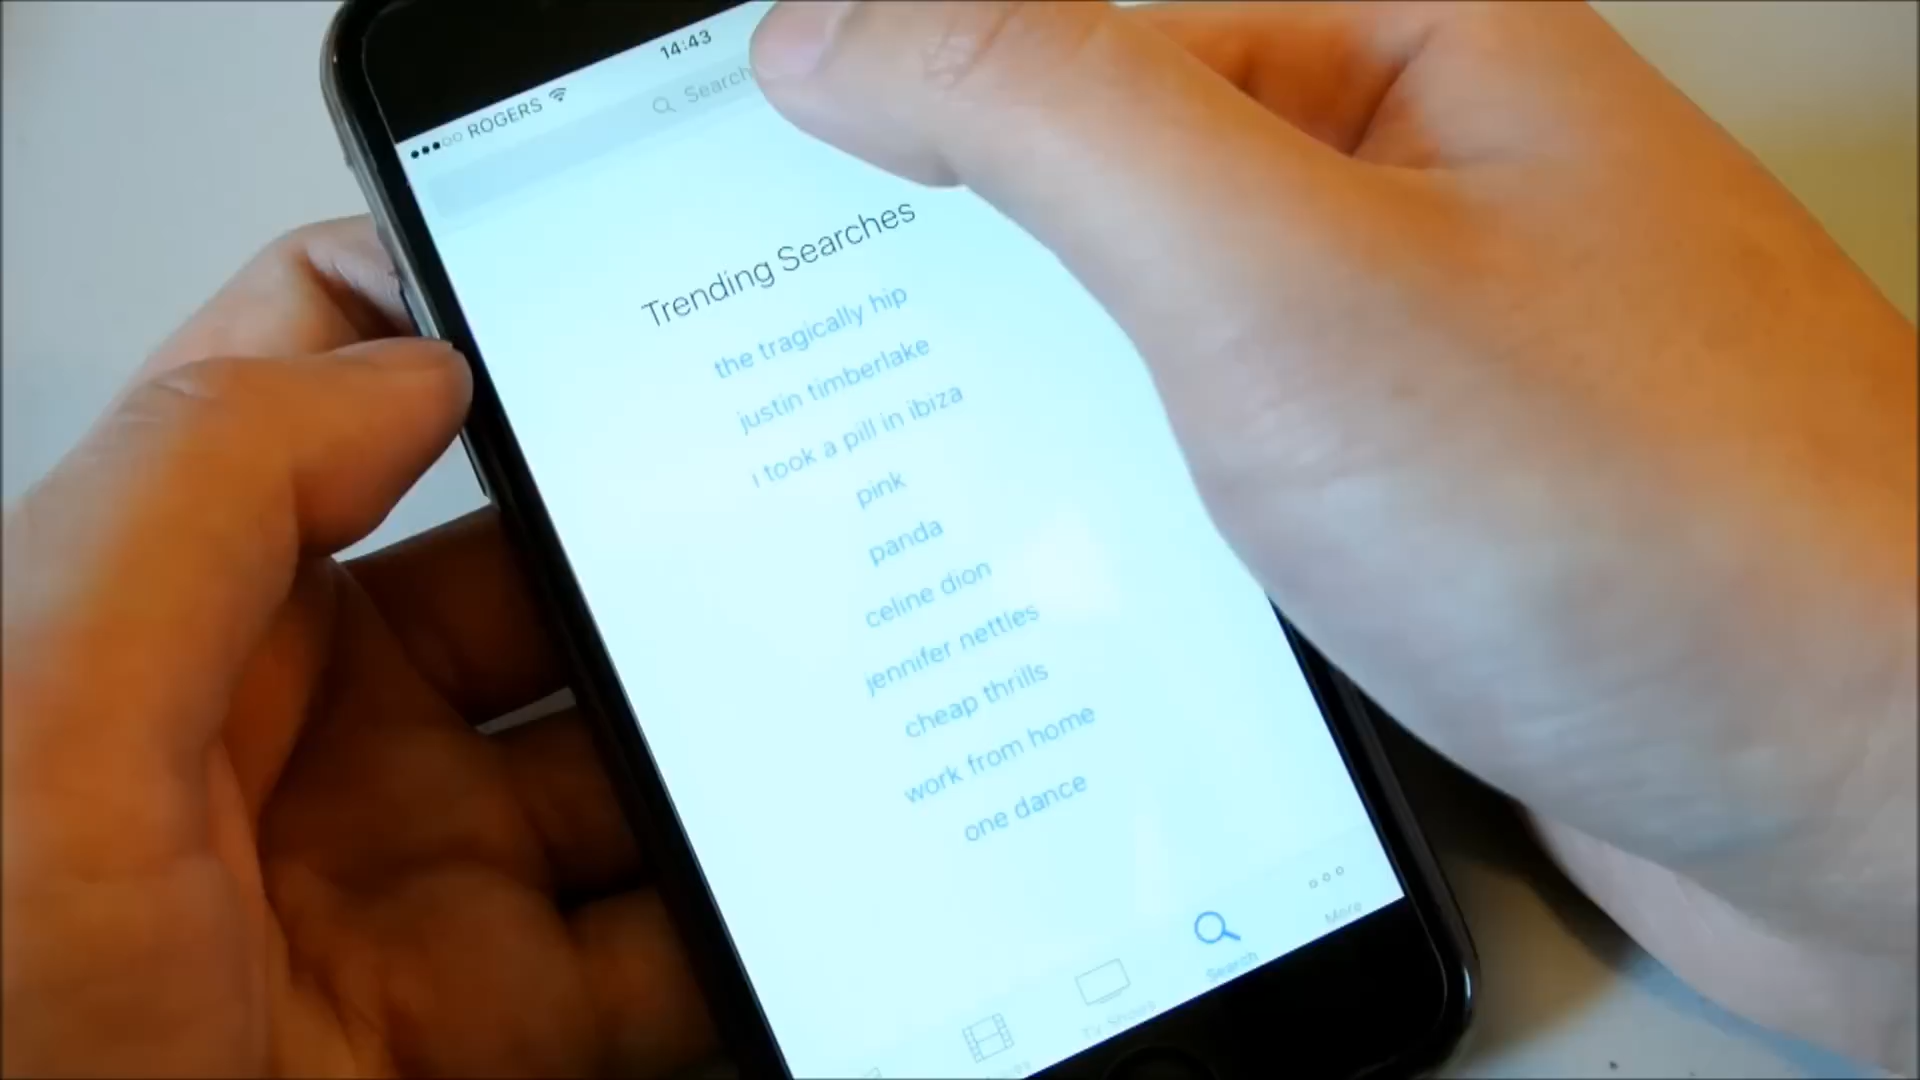 14:43
ROGERS
Search
Trending Searches
the tragically hip
justin timberlake
i took a pill in ibiza
pink
panda
celine dion
jennifer nettles
cheap thrills
work from home
one dance
TV Shows
Search
More